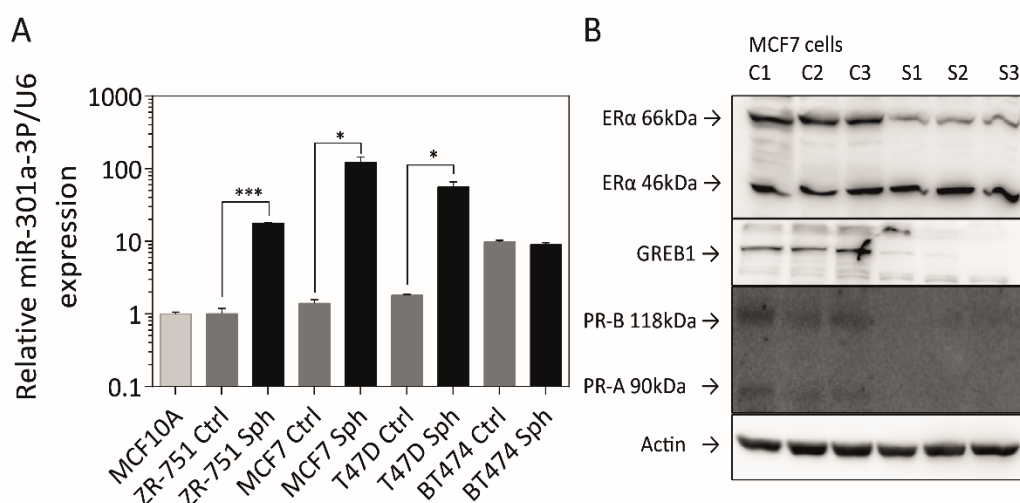 A
Relative miR-301a-3P/U6
expression
1000
100
10
1
0.1
***
*
*
MCF10A
ZR-751 Ctrl
ZR-751 Sph
MCF7 Ctrl
MCF7 Sph
T47D Ctrl
T47D Sph
BT474 Ctrl
BT474 Sph
B
MCF7 cells
C1 C2 C3 S1 S2 S3
ERα 66kDa →
ERα 46kDa →
GREB1 →
PR-B 118kDa →
PR-A 90kDa →
Actin →